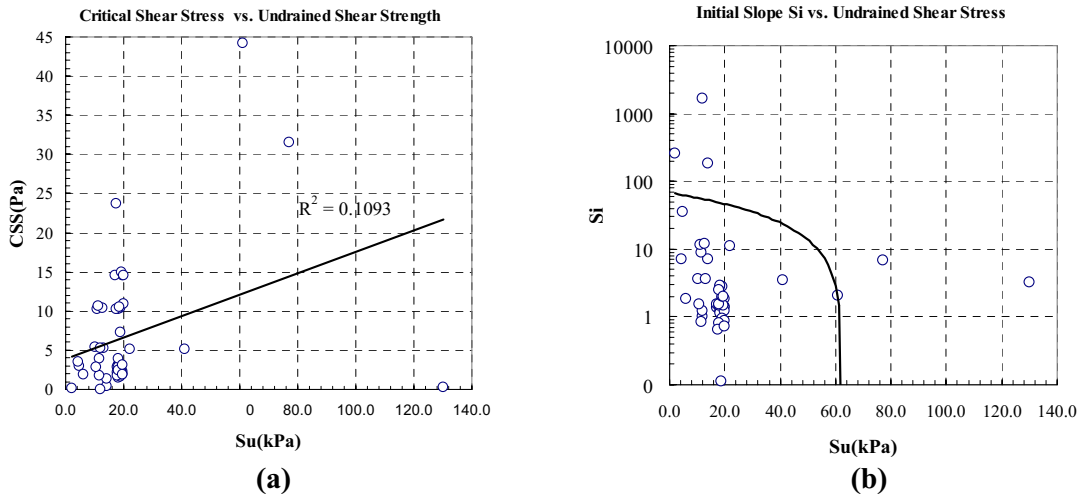 Critical Shear Stress vs. Undrained Shear Strength
45
40
35
30
25
20
15
10
5
0
CSS(Pa)
R² = 0.1093
0.0 20.0 40.0 0 80.0 100.0 120.0 140.0
Su(kPa)
(a)
Initial Slope Si vs. Undrained Shear Stress
10000
1000
100
10
1
0
Si
0.0 20.0 40.0 60.0 80.0 100.0 120.0 140.0
Su(kPa)
(b)